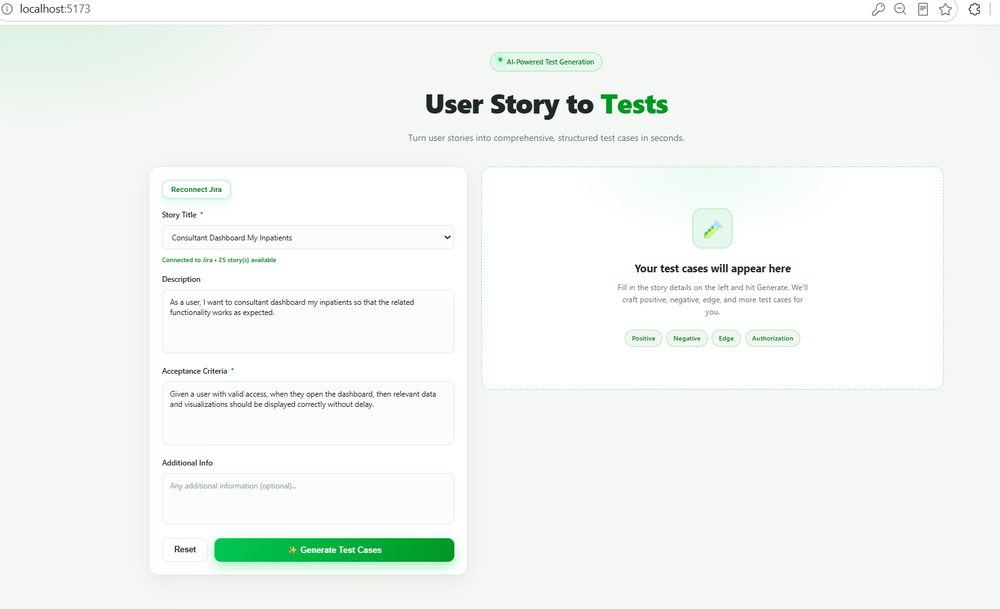 localhost:5173
AI-Powered Test Generation
User Story to Tests
Turn user stories into comprehensive, structured test cases in seconds.
Reconnect Jira
Story Title *
Consultant Dashboard My Inpatients
Connected to Jira • 25 story(s) available
Description
As a user, I want to consultant dashboard my inpatients so that the related
functionality works as expected.
Acceptance Criteria *
Given a user with valid access, when they open the dashboard, then relevant data
and visualizations should be displayed correctly without delay.
Additional Info
Any additional information (optional)...
Reset
✨ Generate Test Cases
Your test cases will appear here
Fill in the story details on the left and hit Generate. We'll
craft positive, negative, edge, and more test cases for
you.
Positive
Negative
Edge
Authorization